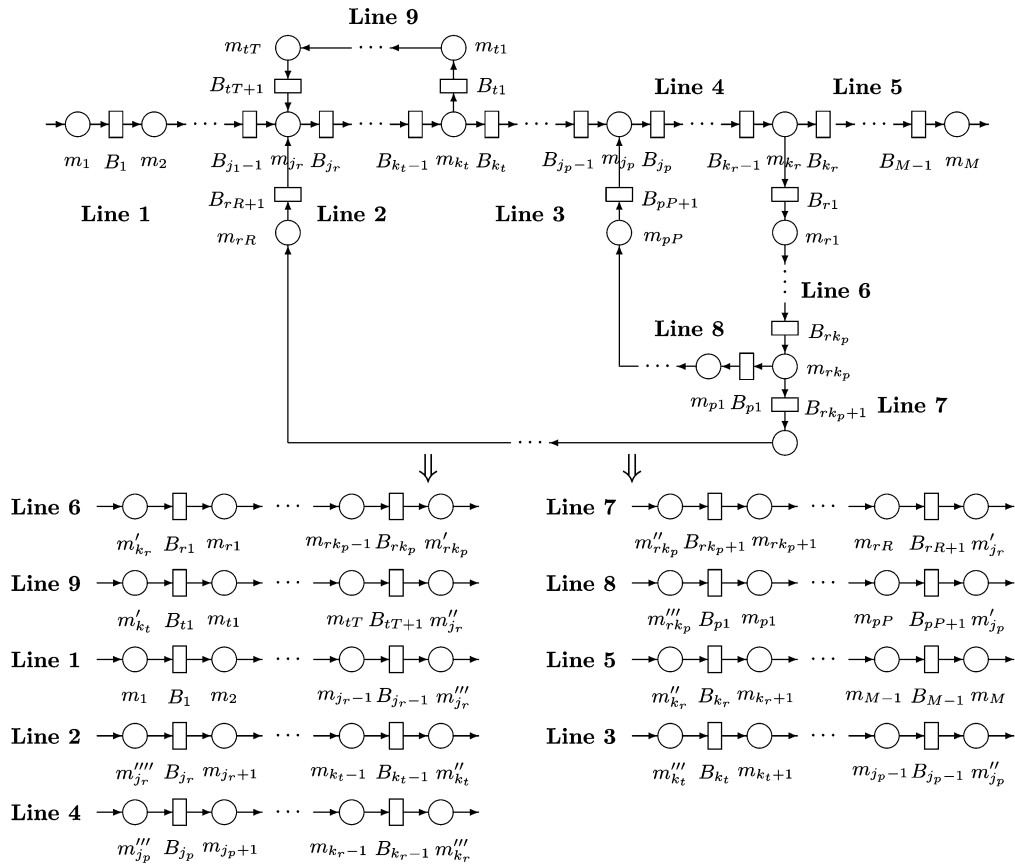 Line 9
m_{tT} ··· m_{t1}
B_{tT+1} B_{t1} Line 4 Line 5
··· ··· ··· ··· ···
m_1 B_1 m_2 B_{j_1-1} m_{j_r} B_{j_r} B_{k_t-1} m_{k_t} B_{k_t} B_{j_p-1} m_{j_p} B_{j_p} B_{k_r-1} m_{k_r} B_{k_r} B_{M-1} m_M
Line 1 B_{rR+1} Line 2 Line 3 B_{pP+1} B_{r1}
m_{rR} m_{pP} m_{r1}
⋮
Line 6
Line 8 B_{rk_p}
··· m_{rk_p}
m_{p1} B_{p1} B_{rk_p+1} Line 7
···
⇓ ⇓
Line 6 ···
m'_{k_r} B_{r1} m_{r1} m_{rk_p-1} B_{rk_p} m'_{rk_p}
Line 9 ···
m'_{k_t} B_{t1} m_{t1} m_{tT} B_{tT+1} m''_{j_r}
Line 1 ···
m_1 B_1 m_2 m_{j_r-1} B_{j_r-1} m'''_{j_r}
Line 2 ···
m''''_{j_r} B_{j_r} m_{j_r+1} m_{k_t-1} B_{k_t-1} m''_{k_t}
Line 4 ···
m'''_{j_p} B_{j_p} m_{j_p+1} m_{k_r-1} B_{k_r-1} m'''_{k_r}
Line 7 ···
m''_{rk_p} B_{rk_p+1} m_{rk_p+1} m_{rR} B_{rR+1} m'_{j_r}
Line 8 ···
m'''_{rk_p} B_{p1} m_{p1} m_{pP} B_{pP+1} m'_{j_p}
Line 5 ···
m''_{k_r} B_{k_r} m_{k_r+1} m_{M-1} B_{M-1} m_M
Line 3 ···
m'''_{k_t} B_{k_t} m_{k_t+1} m_{j_p-1} B_{j_p-1} m''_{j_p}